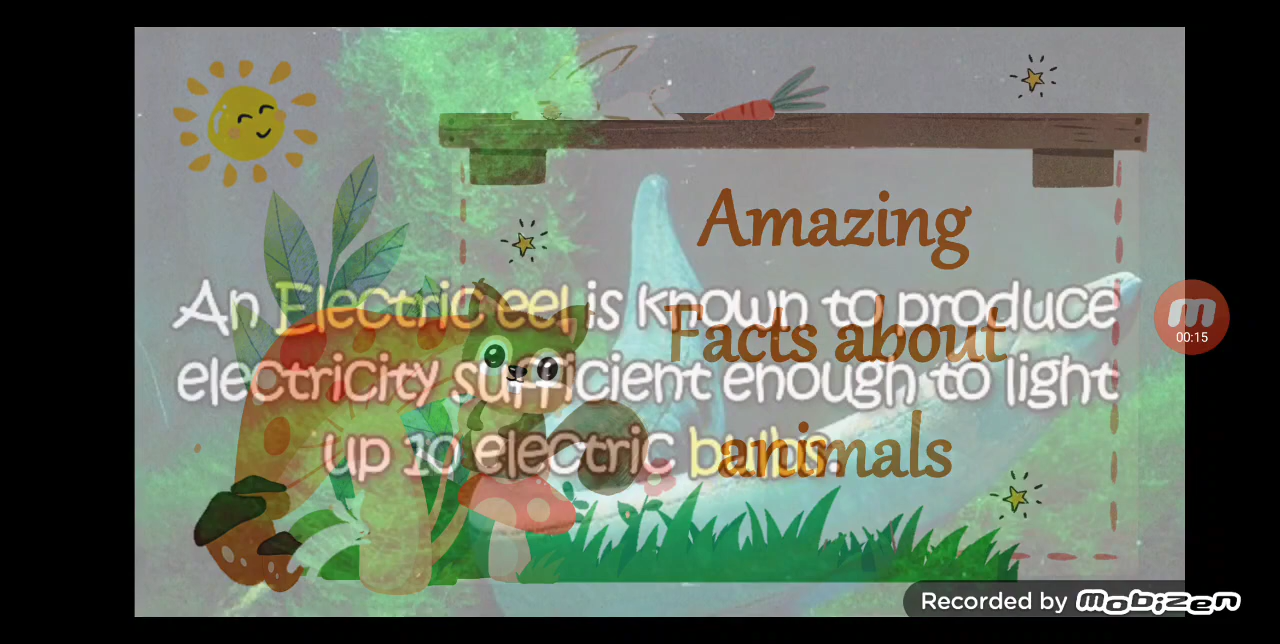 Amazing
Facts about
animals
An Electric eel is known to produce
electricity sufficient enough to light
up 10 electric bulbs.
00:15
Recorded by mobizen